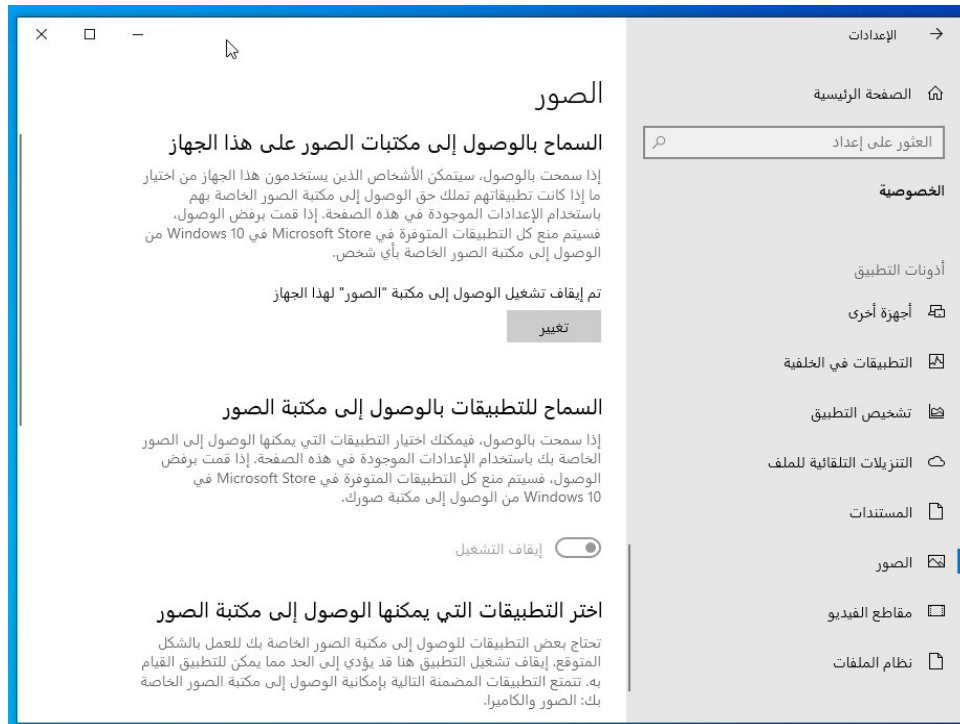 الإعدادات
الصفحة الرئيسية
العثور على إعداد
الخصوصية
أذونات التطبيق
أجهزة أخرى
التطبيقات في الخلفية
تشخيص التطبيق
التنزيلات التلقائية للملف
المستندات
الصور
مقاطع الفيديو
نظام الملفات
الصور
السماح بالوصول إلى مكتبات الصور على هذا الجهاز
إذا سمحت بالوصول، سيتمكن الأشخاص الذين يستخدمون هذا الجهاز من اختيار
ما إذا كانت تطبيقاتهم تملك حق الوصول إلى مكتبة الصور الخاصة بهم
باستخدام الإعدادات الموجودة في هذه الصفحة. إذا قمت برفض الوصول،
فسيتم منع كل التطبيقات المتوفرة في Microsoft Store في Windows 10 من
الوصول إلى مكتبة الصور الخاصة بأي شخص.
تم إيقاف تشغيل الوصول إلى مكتبة "الصور" لهذا الجهاز
تغيير
السماح للتطبيقات بالوصول إلى مكتبة الصور
إذا سمحت بالوصول، فيمكنك اختيار التطبيقات التي يمكنها الوصول إلى الصور
الخاصة بك باستخدام الإعدادات الموجودة في هذه الصفحة. إذا قمت برفض
الوصول، فسيتم منع كل التطبيقات المتوفرة في Microsoft Store في
Windows 10 من الوصول إلى مكتبة صورك.
إيقاف التشغيل
اختر التطبيقات التي يمكنها الوصول إلى مكتبة الصور
تحتاج بعض التطبيقات للوصول إلى مكتبة الصور الخاصة بك للعمل بالشكل
المتوقع. إيقاف تشغيل التطبيق هنا قد يؤدي إلى الحد مما يمكن للتطبيق القيام
به. تتمتع التطبيقات المضمنة التالية بإمكانية الوصول إلى مكتبة الصور الخاصة
بك: الصور والكاميرا.